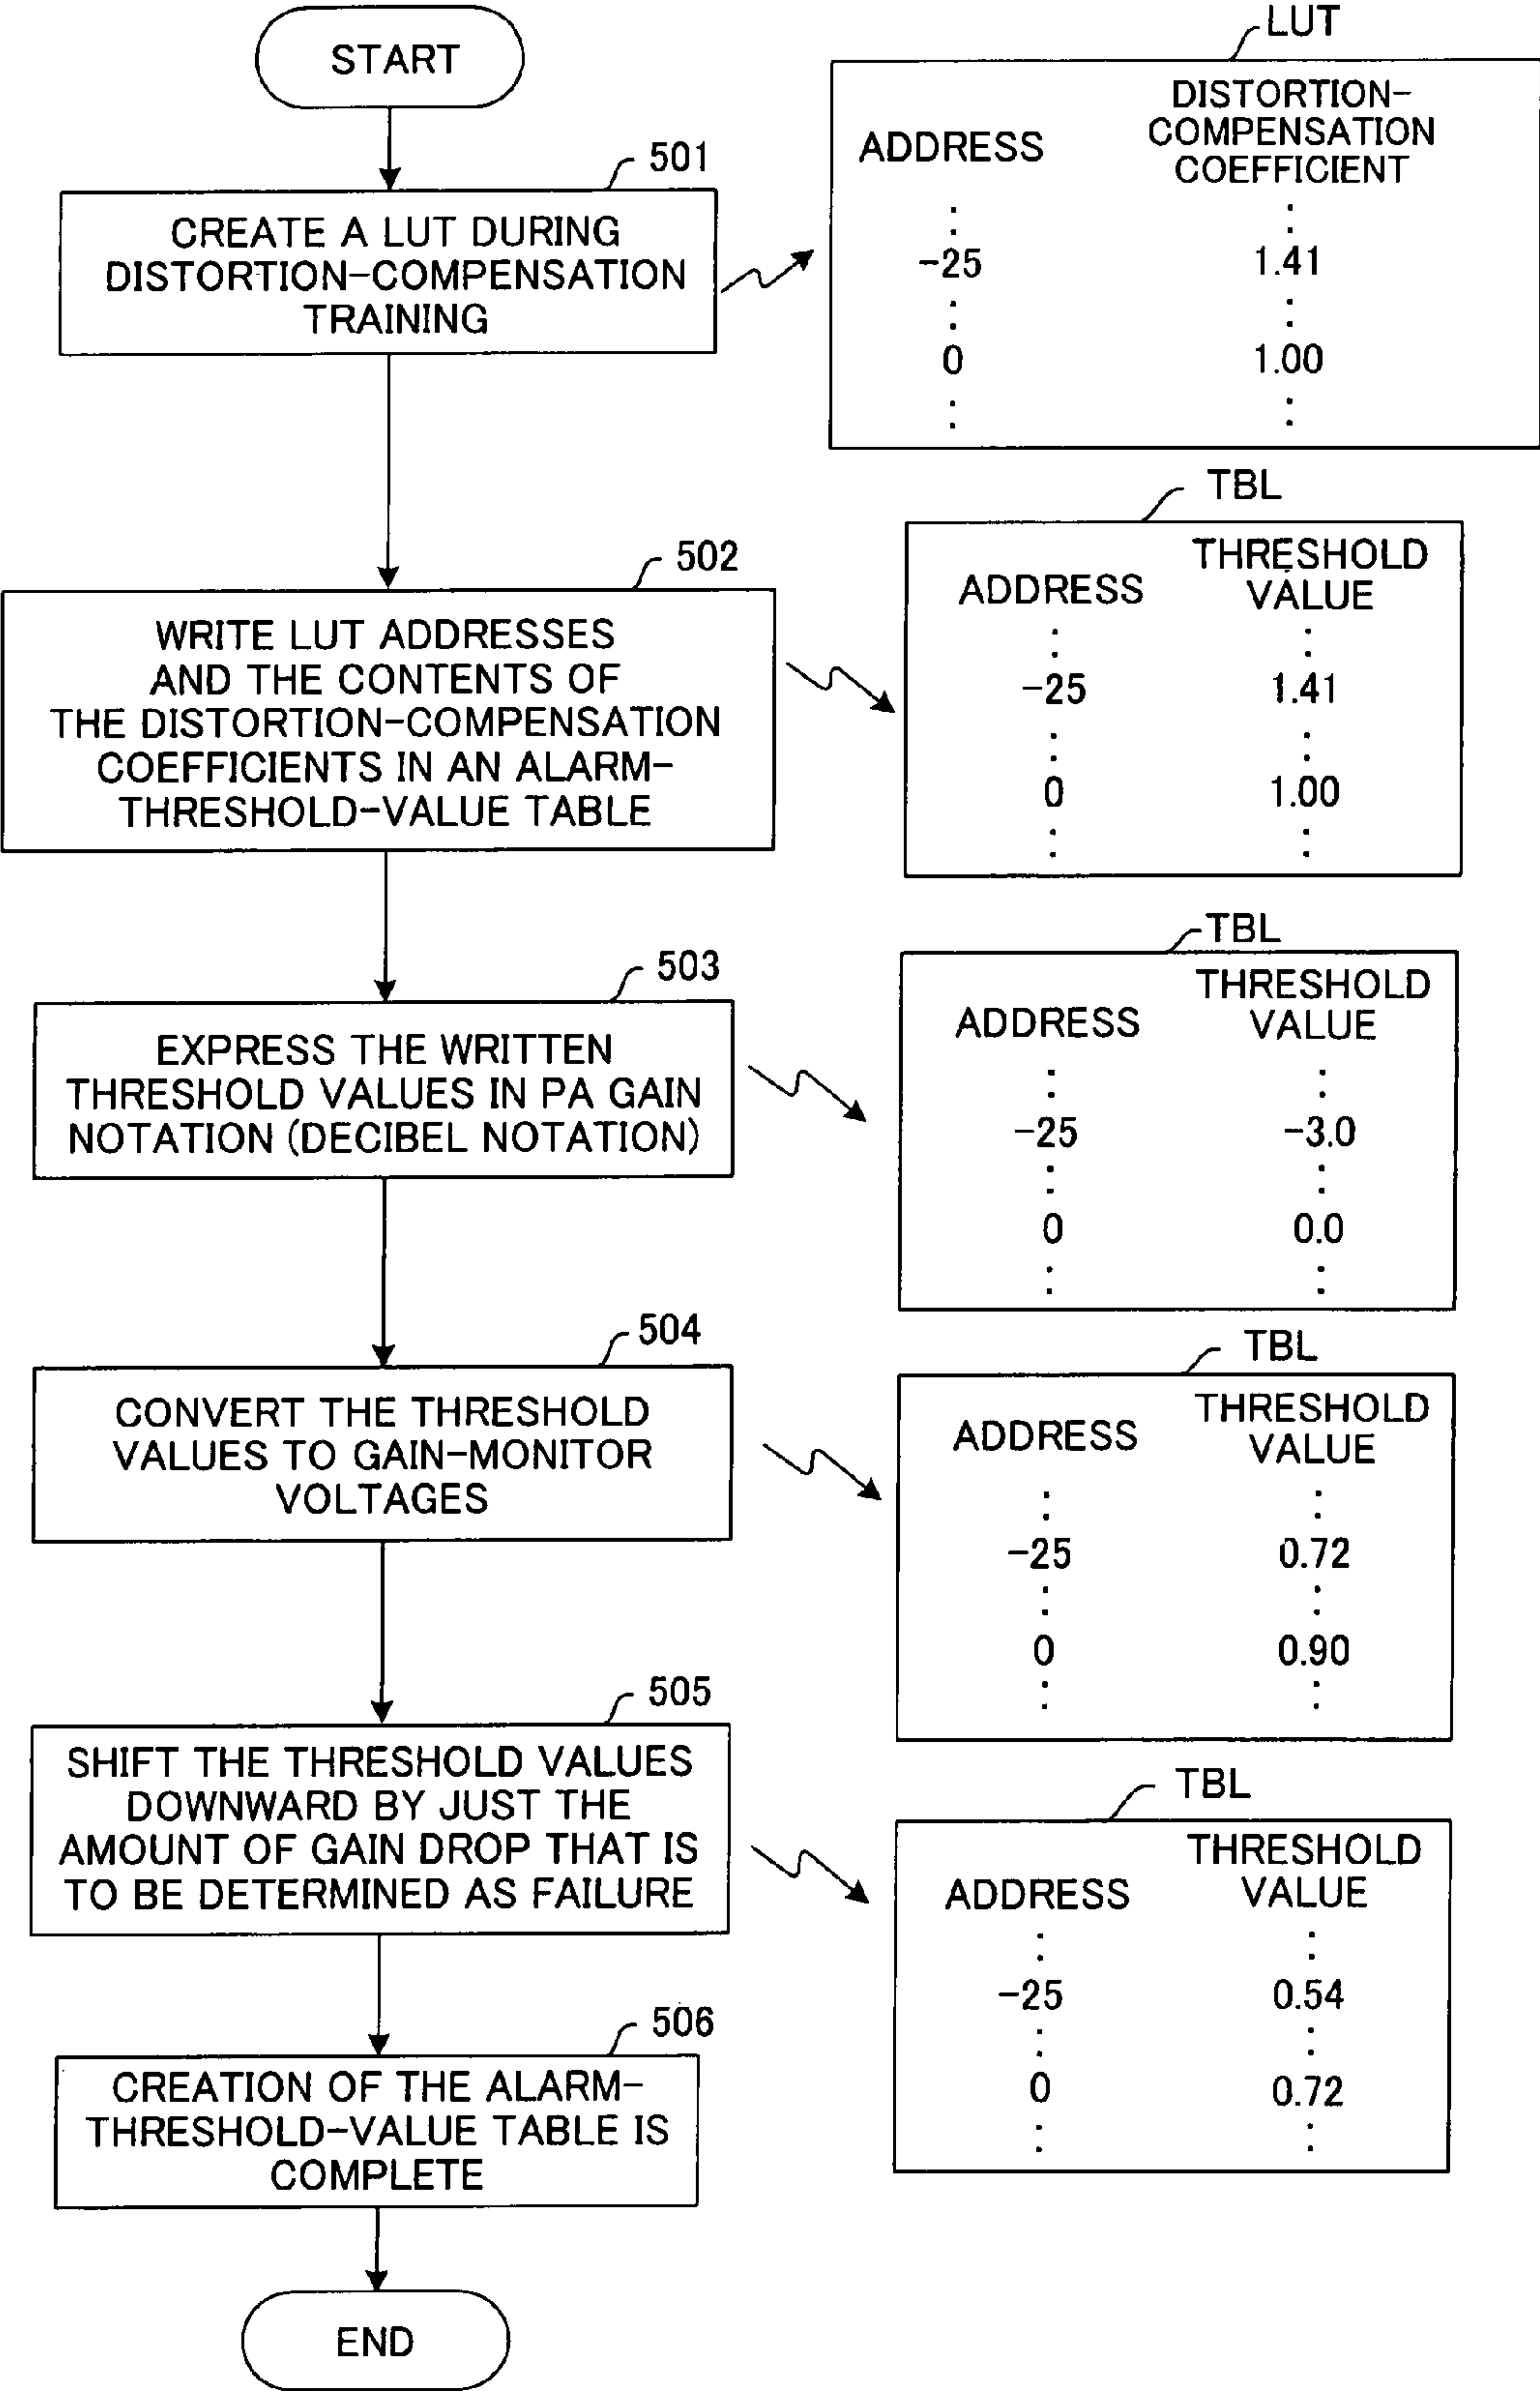 START
501
CREATE A LUT DURING
DISTORTION-COMPENSATION
TRAINING
LUT
ADDRESS
DISTORTION-
COMPENSATION
COEFFICIENT
-25 1.41
0 1.00
502
WRITE LUT ADDRESSES
AND THE CONTENTS OF
THE DISTORTION-COMPENSATION
COEFFICIENTS IN AN ALARM-
THRESHOLD-VALUE TABLE
TBL
ADDRESS
THRESHOLD
VALUE
-25 1.41
0 1.00
503
EXPRESS THE WRITTEN
THRESHOLD VALUES IN PA GAIN
NOTATION (DECIBEL NOTATION)
TBL
ADDRESS
THRESHOLD
VALUE
-25 -3.0
0 0.0
504
CONVERT THE THRESHOLD
VALUES TO GAIN-MONITOR
VOLTAGES
TBL
ADDRESS
THRESHOLD
VALUE
-25 0.72
0 0.90
505
SHIFT THE THRESHOLD VALUES
DOWNWARD BY JUST THE
AMOUNT OF GAIN DROP THAT IS
TO BE DETERMINED AS FAILURE
TBL
ADDRESS
THRESHOLD
VALUE
-25 0.54
0 0.72
506
CREATION OF THE ALARM-
THRESHOLD-VALUE TABLE IS
COMPLETE
END